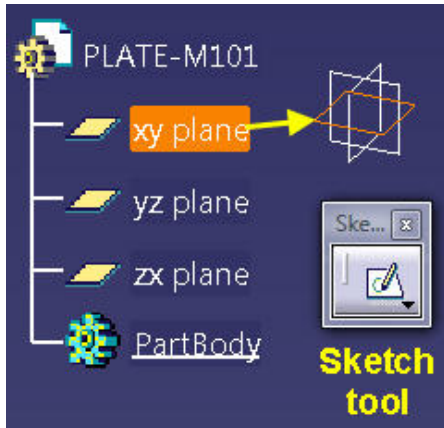 PLATE-M101
xy plane
yz plane
Ske... x
zx plane
PartBody
Sketch
tool